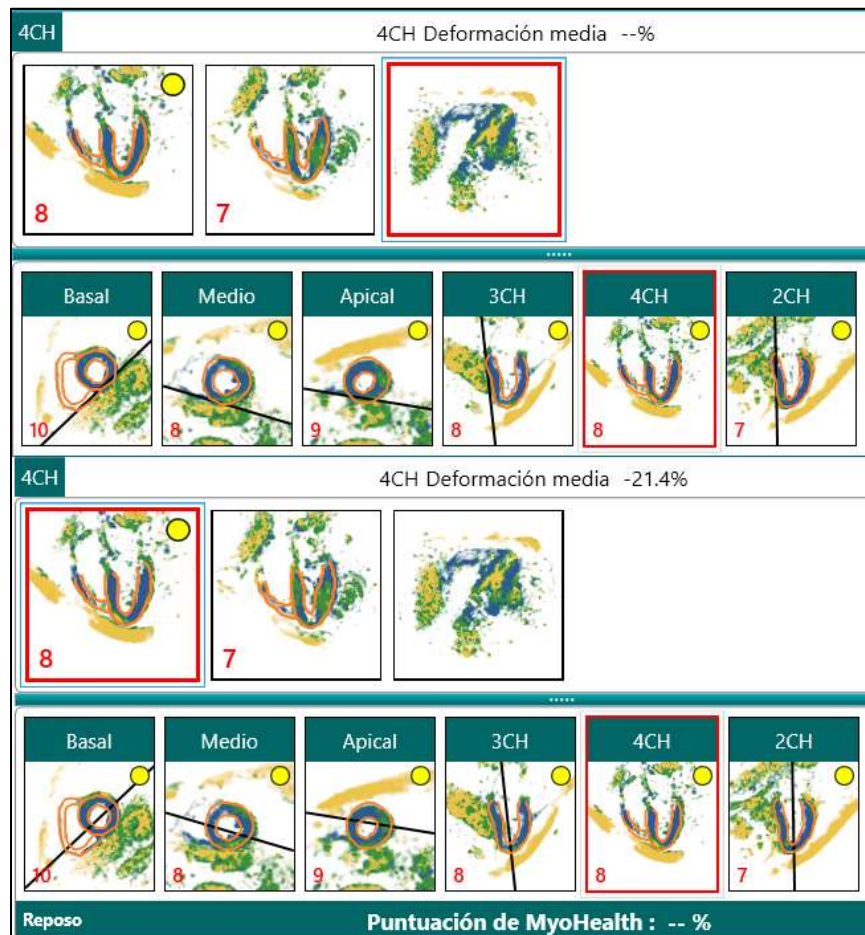 4CH 4CH Deformación media --%
8 7
Basal Medio Apical 3CH 4CH 2CH
10 8 9 8 8 7
4CH 4CH Deformación media -21.4%
8 7
Basal Medio Apical 3CH 4CH 2CH
10 8 9 8 8 7
Reposo Puntuación de MyoHealth : -- %